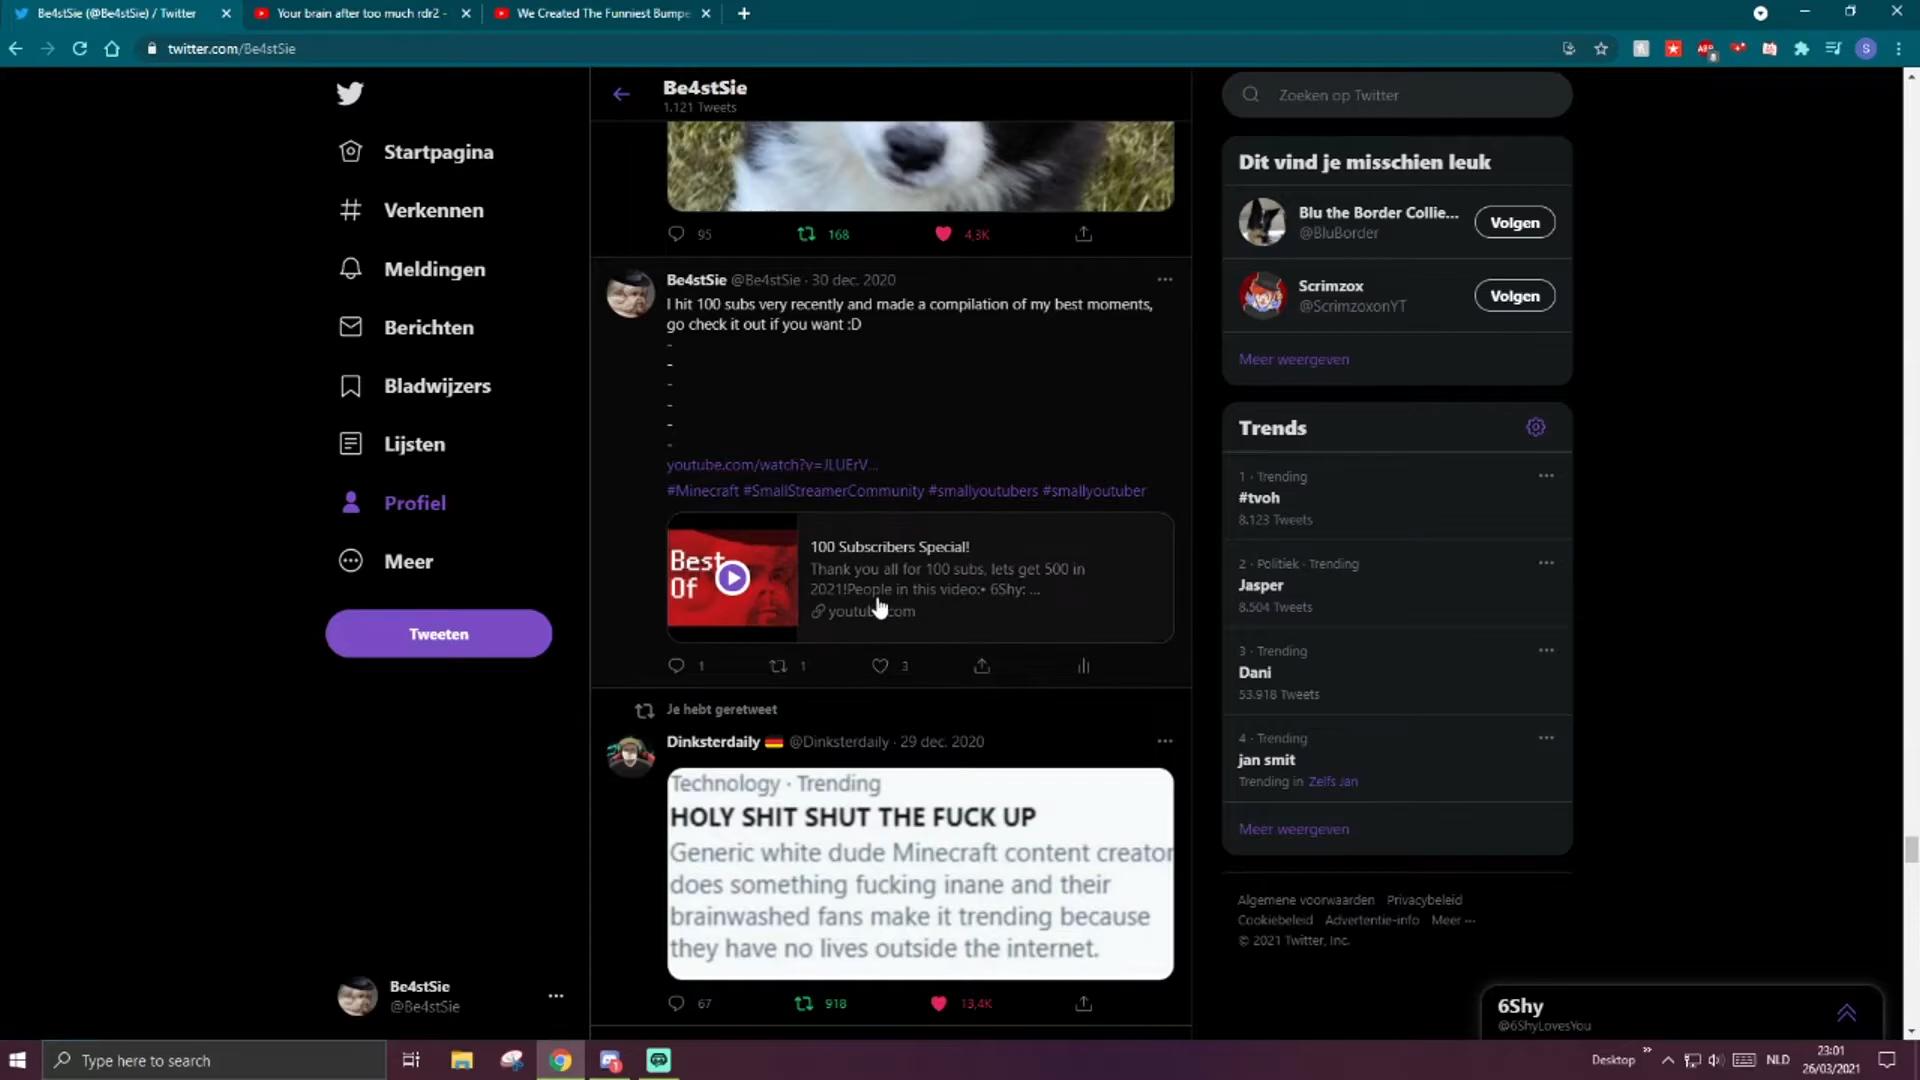 Be4stSie (@Be4stSie) / Twitter
Your brain after too much rdr2 -
We Created The Funniest Bumpe
twitter.com/Be4stSie
Startpagina
Verkennen
Meldingen
Berichten
Bladwijzers
Lijsten
Profiel
Meer
Tweeten
Be4stSie
@Be4stSie
Be4stSie
1.121 Tweets
95
168
4,3K
Be4stSie @Be4stSie · 30 dec. 2020
I hit 100 subs very recently and made a compilation of my best moments,
go check it out if you want :D
-
-
-
-
-
-
youtube.com/watch?v=JLUErV...
#Minecraft #SmallStreamerCommunity #smallyoutubers #smallyoutuber
Best
Of
100 Subscribers Special!
Thank you all for 100 subs, lets get 500 in
2021!People in this video:• 6Shy: ...
youtube.com
1
1
3
Je hebt geretweet
Dinksterdaily @Dinksterdaily · 29 dec. 2020
Technology · Trending
HOLY SHIT SHUT THE FUCK UP
Generic white dude Minecraft content creator
does something fucking inane and their
brainwashed fans make it trending because
they have no lives outside the internet.
67
918
13,4K
Zoeken op Twitter
Dit vind je misschien leuk
Blu the Border Collie...
@BluBorder
Volgen
Scrimzox
@ScrimzoxonYT
Volgen
Meer weergeven
Trends
1 · Trending
#tvoh
8.123 Tweets
2 · Politiek · Trending
Jasper
8.504 Tweets
3 · Trending
Dani
53.918 Tweets
4 · Trending
jan smit
Trending in Zelfs Jan
Meer weergeven
Algemene voorwaarden Privacybeleid
Cookiebeleid Advertentie-info Meer ···
© 2021 Twitter, Inc.
6Shy
@6ShyLovesYou
Type here to search
Desktop
NLD
23:01
26/03/2021